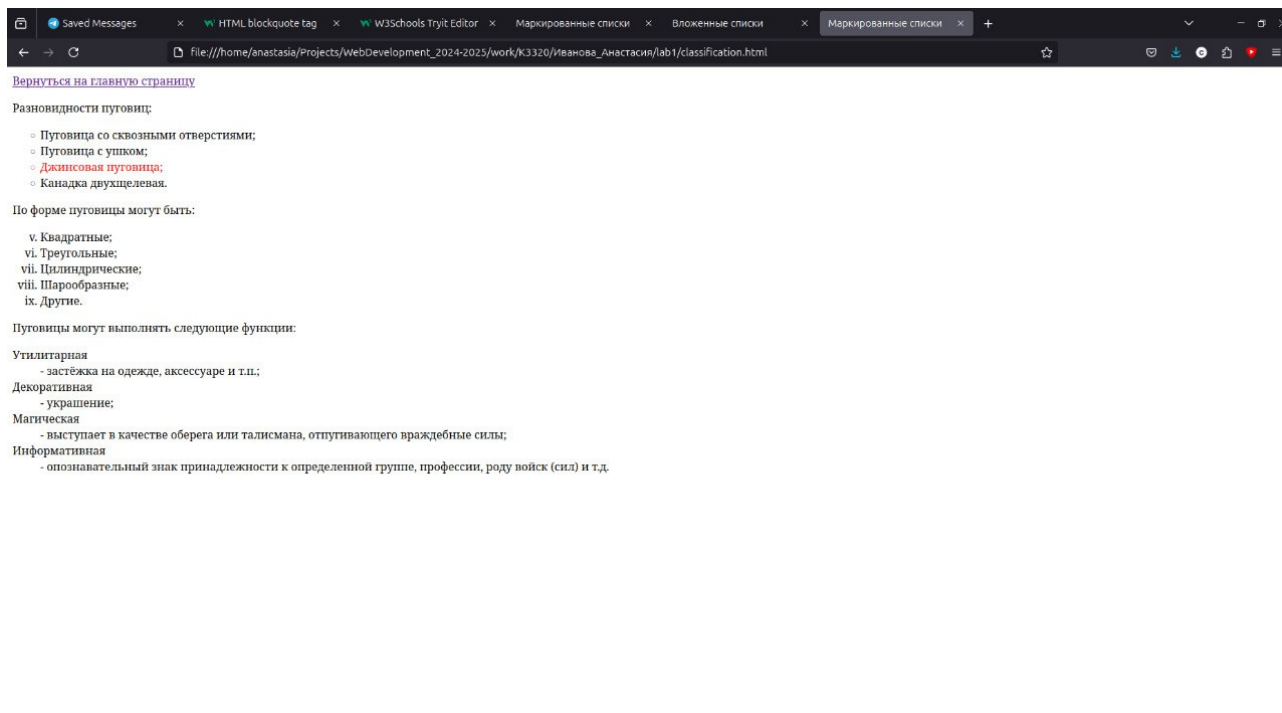 Saved Messages
HTML blockquote tag
W3Schools Tryit Editor
Маркированные списки
Вложенные списки
Маркированные списки
file:///home/anastasia/Projects/WebDevelopment_2024-2025/work/K3320/Иванова_Анастасия/lab1/classification.html
Вернуться на главную страницу
Разновидности пуговиц:
Пуговица со сквозными отверстиями;
Пуговица с ушком;
Джинсовая пуговица;
Канадка двухщелевая.
По форме пуговицы могут быть:
v. Квадратные;
vi. Треугольные;
vii. Цилиндрические;
viii. Шарообразные;
ix. Другие.
Пуговицы могут выполнять следующие функции:
Утилитарная
- застёжка на одежде, аксессуаре и т.п.;
Декоративная
- украшение;
Магическая
- выступает в качестве оберега или талисмана, отпугивающего враждебные силы;
Информативная
- опознавательный знак принадлежности к определенной группе, профессии, роду войск (сил) и т.д.